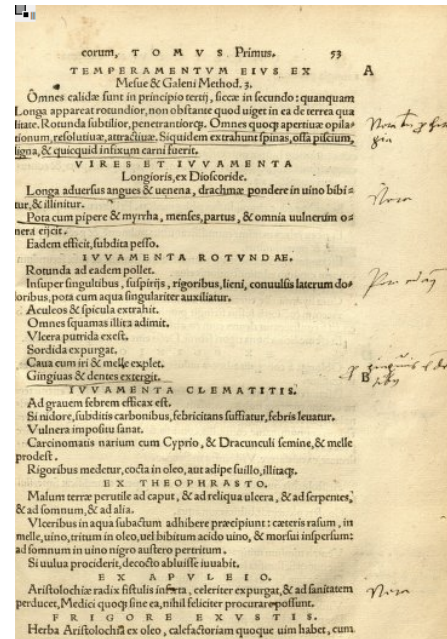 eorum, TOMVS Primus. 53
TEMPERAMENTVM EIVS EX A
Mesue & Galeni Method. 3.
Omnes calidæ sunt in principio tertij, siccæ in secundo: quanquam
Longa appareat rotundior, non obstante quod uiget in ea de terrea qua
litate. Rotunda subtilior, penetrantiorq;. Omnes quoq; apertiuæ opila
tionum, resolutiuæ, attractiuæ. Siquidem extrahunt spinas, ossa piscium,
ligna, & quicquid infixum carni fuerit.
VIRES ET IVVAMENTA
Longioris, ex Dioscoride.
Longa aduersus angues & uenena, drachmæ pondere in uino bibi=
tur, & illinitur.
Pota cum pipere & myrrha, menses, partus, & omnia uulnerum o=
nera eijcit.
Eadem efficit, subdita pesso.
IVVAMENTA ROTVNDAE.
Rotunda ad eadem pollet.
Insuper singultibus, suspirijs, rigoribus, lieni, conuulsis laterum do=
loribus, pota cum aqua singulariter auxiliatur.
Aculeos & spicula extrahit.
Omnes squamas illita adimit.
Vlcera putrida exest.
Sordida expurgat.
Caua cum iri & melle explet.
Gingiuas & dentes extergit. B
IVVAMENTA CLEMATITIS.
Ad grauem febrem efficax est.
Si nidore, subditis carbonibus, febricitans suffiatur, febris leuatur.
Vulnera impositu sanat.
Carcinomatis narium cum Cyprio, & Dracunculi semine, & melle
prodest.
Rigoribus medetur, cocta in oleo, aut adipe suillo, illitaq;.
EX THEOPHRASTO.
Malum terræ perutile ad caput, & ad reliqua ulcera, & ad serpentes,
& ad somnum, & ad alia.
Vlceribus in aqua subactum adhibere præcipiunt: cæteris rasum, in
melle, uino, tritum in oleo, uel bibitum acido uino, & morsui inspersum:
ad somnum in uino nigro austero pertritum.
Si uulua prociderit, decocto abluisse iuuabit.
EX APVLEIO.
Aristolochiæ radix fistulis inserta, celeriter expurgat, & ad sanitatem
perducet, Medici quoq; sine ea, nihil feliciter procurare possunt.
FRIGORE EXVSTIS.
Herba Aristolochia ex oleo, calefactoriam quoque uim habet, cum